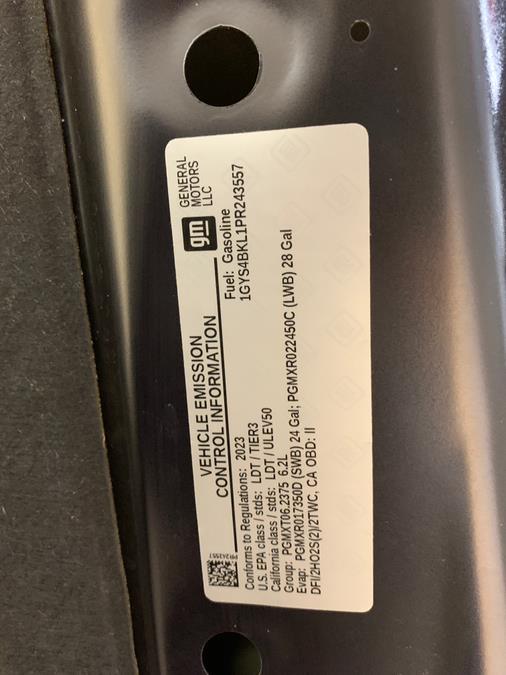 VEHICLE EMISSION
CONTROL INFORMATION
gm
GENERAL
MOTORS
LLC
Fuel: Gasoline
1GYS4BKL1PR243557
PR243557
Conforms to Regulations: 2023
U.S. EPA class / stds: LDT / TIER3
California class / stds: LDT / ULEV50
Group: PGMXT06.2375 6.2L
Evap: PGMXR017350D (SWB) 24 Gal; PGMXR022450C (LWB) 28 Gal
DFI/2HO2S(2)/2TWC, CA OBD: II